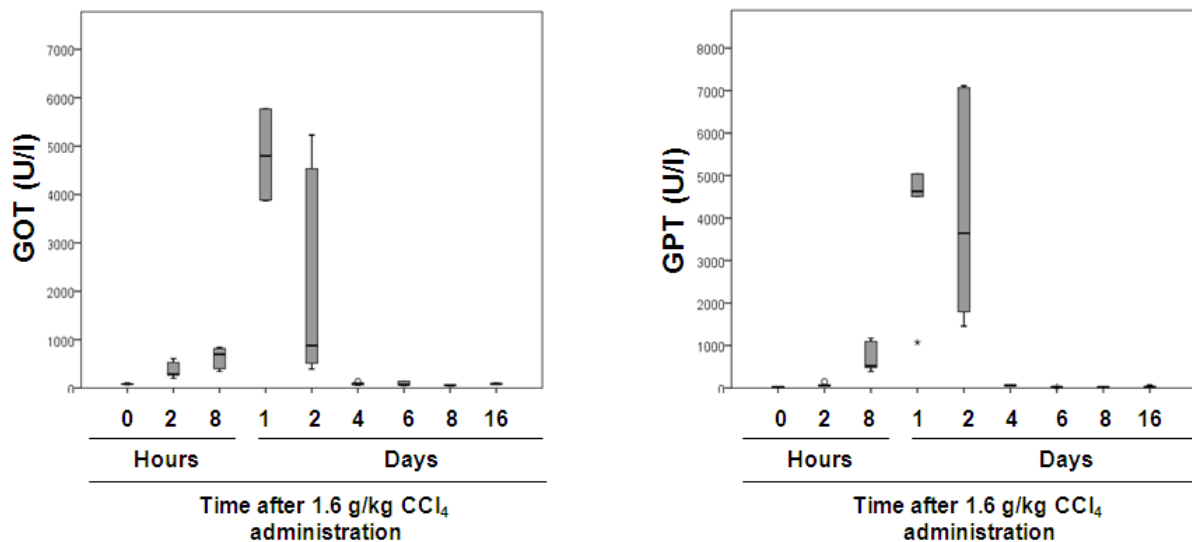 GOT (U/l)
7000
6000
5000
4000
3000
2000
1000
0
0 2 8 1 2 4 6 8 16
Hours Days
Time after 1.6 g/kg CCl₄
administration
GPT (U/l)
8000
7000
6000
5000
4000
3000
2000
1000
0
*
0 2 8 1 2 4 6 8 16
Hours Days
Time after 1.6 g/kg CCl₄
administration